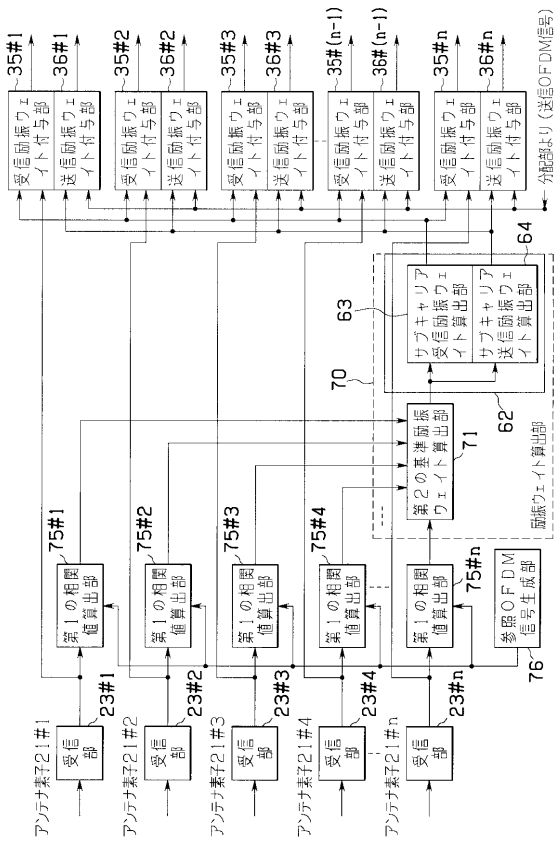 アンテナ素子21#1
23#1
受信
部
75#1
第1の相関
値算出部
アンテナ素子21#2
23#2
受信
部
75#2
第1の相関
値算出部
アンテナ素子21#3
23#3
受信
部
75#3
第1の相関
値算出部
アンテナ素子21#4
23#4
受信
部
75#4
第1の相関
値算出部
アンテナ素子21#n
23#n
受信
部
75#n
第1の相関
値算出部
76
参照OFDM
信号生成部
70
第2の基準励振
ウェイト算出部
71
62
63
サブキャリア
受信励振ウェ
イト算出部
サブキャリア
送信励振ウェ
イト算出部
64
励振ウェイト算出部
35#1
受信励振ウェ
イト付与部
36#1
送信励振ウェ
イト付与部
35#2
受信励振ウェ
イト付与部
36#2
送信励振ウェ
イト付与部
35#3
受信励振ウェ
イト付与部
36#3
送信励振ウェ
イト付与部
35#(n-1)
受信励振ウェ
イト付与部
36#(n-1)
送信励振ウェ
イト付与部
35#n
受信励振ウェ
イト付与部
36#n
送信励振ウェ
イト付与部
分配部より(送信OFDM信号)